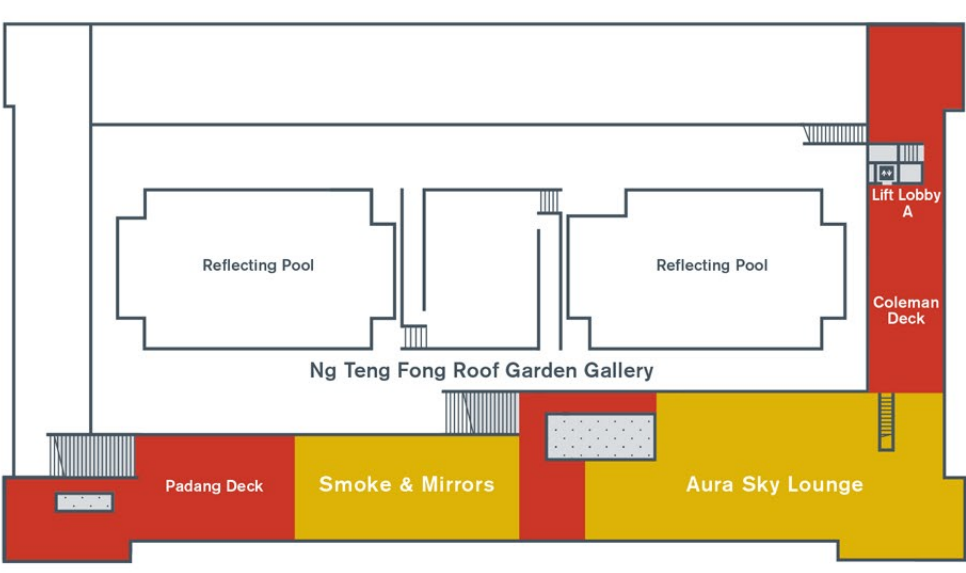 Lift Lobby
A
Reflecting Pool
Reflecting Pool
Coleman
Deck
Ng Teng Fong Roof Garden Gallery
Padang Deck
Smoke & Mirrors
Aura Sky Lounge